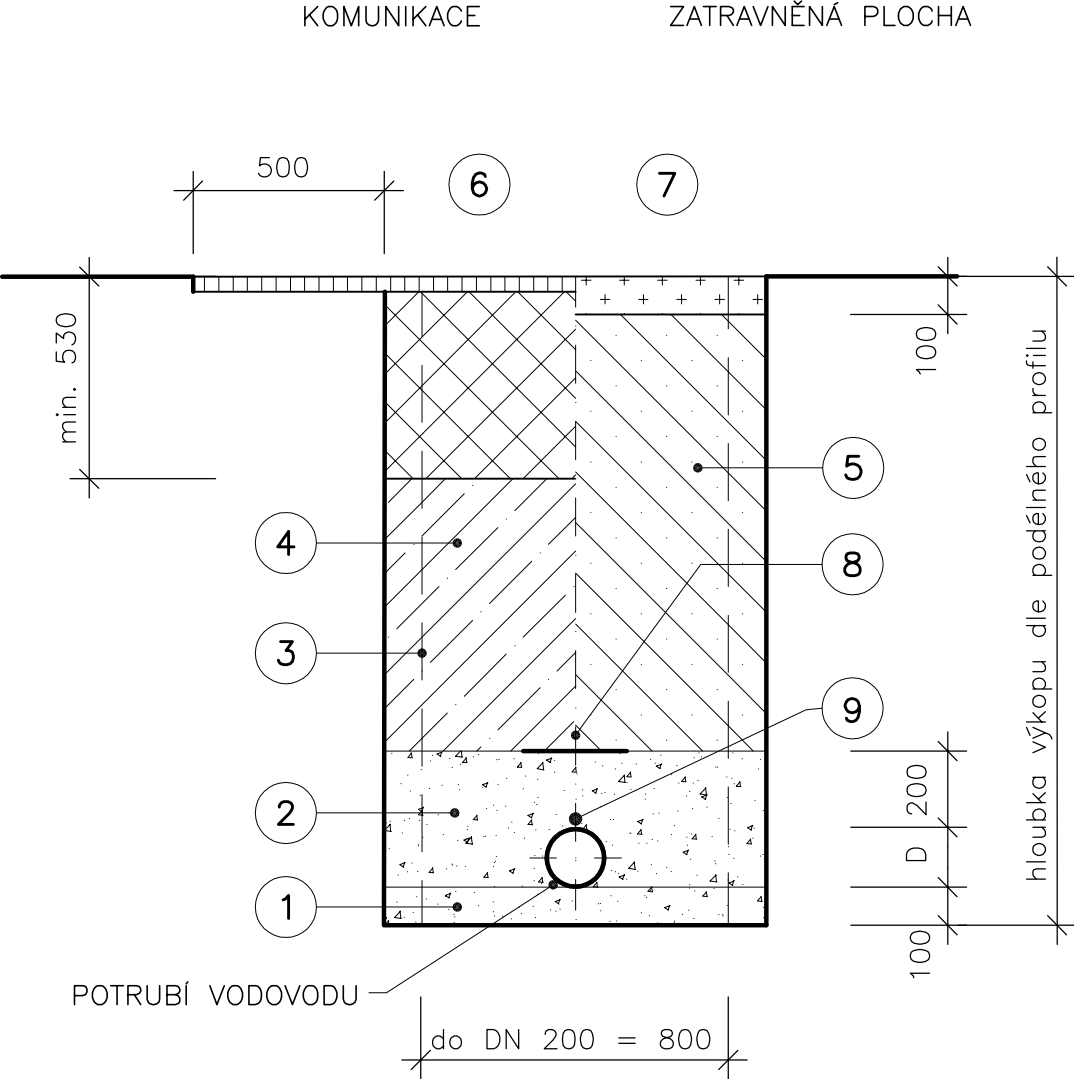 KOMUNIKACE ZATRAVNĚNÁ PLOCHA
500 6 7
min. 530
100
hloubka výkopu dle podélného profilu
5
4
8
3
9
200
2
D
1
100
POTRUBÍ VODOVODU
do DN 200 = 800